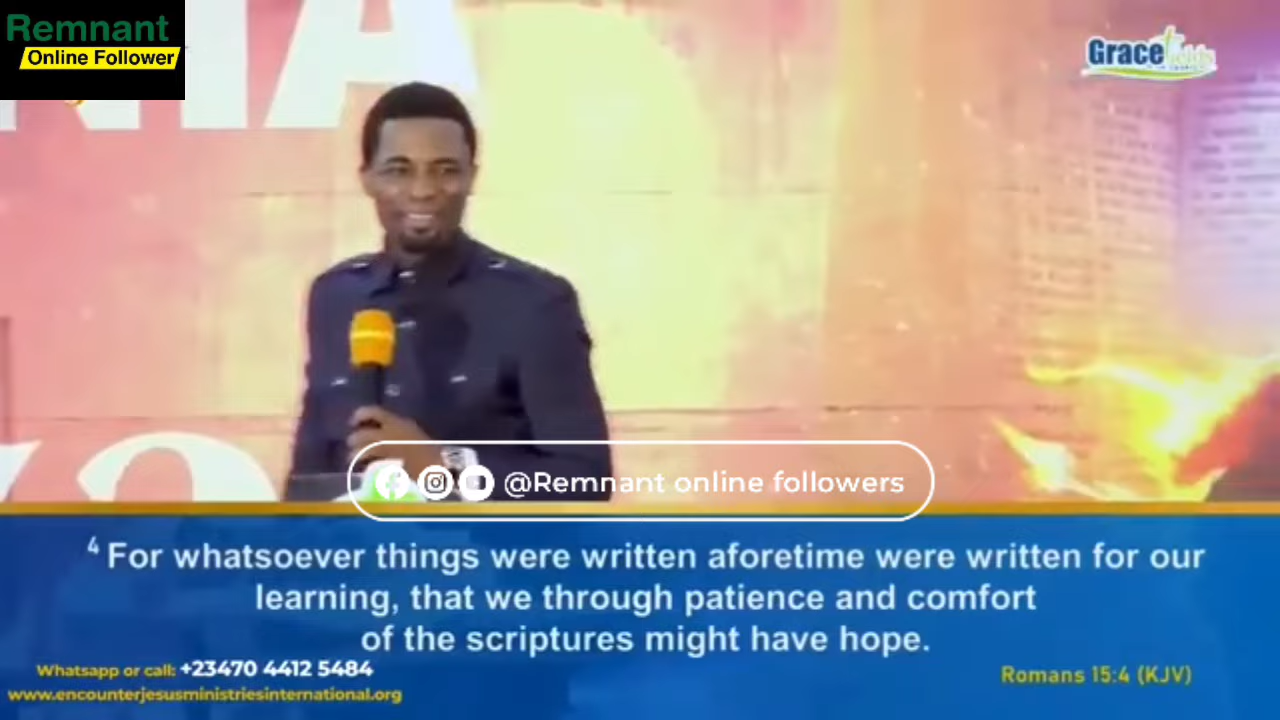 Remnant
Online Follower
NIA
Grace
@Remnant online followers
4 For whatsoever things were written aforetime were written for our
learning, that we through patience and comfort
of the scriptures might have hope.
Whatsapp or call: +23470 4412 5484
www.encounterjesusministriesinternational.org
Romans 15:4 (KJV)